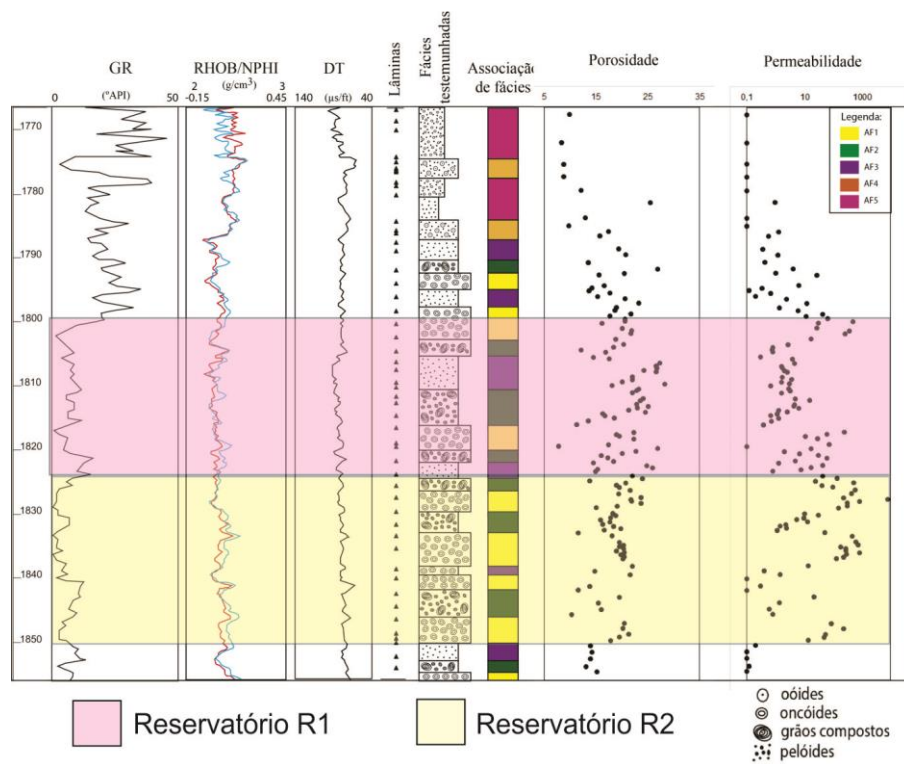 GR
(ºAPI)
0 50
RHOB/NPHI
2 (g/cm³) 3
-0.15 0,45
DT
140 (µs/ft) 40
Lâminas
Fácies
testemunhadas
Associação
de fácies
Porosidade
5 15 25 35
Permeabilidade
0,1 10 1000
Legenda:
AF1
AF2
AF3
AF4
AF5
1770
1780
1790
1800
1810
1820
1830
1840
1850
Reservatório R1
Reservatório R2
oóides
oncóides
grãos compostos
pelóides